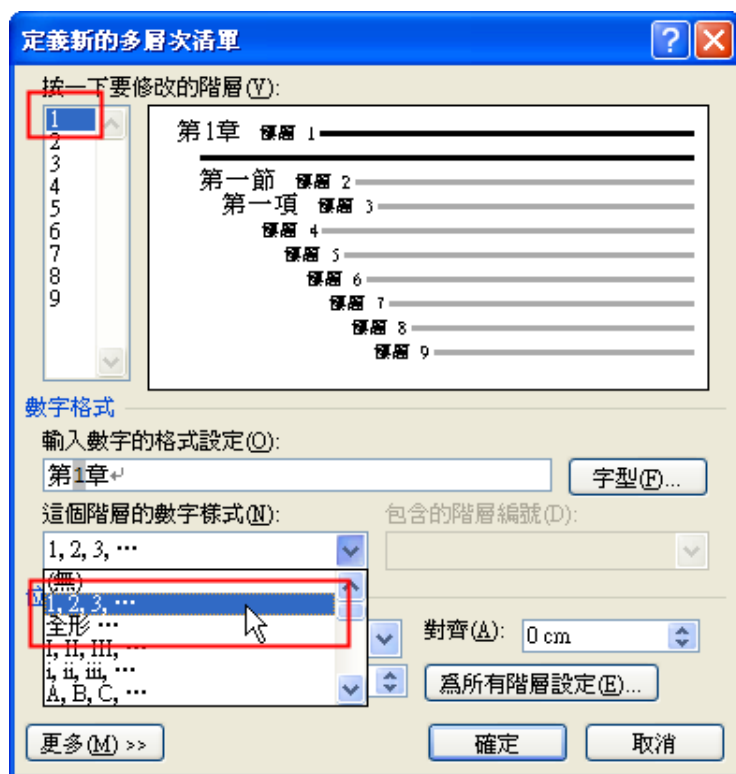 定義新的多層次清單
按一下要修改的階層(V):
1
2
3
4
5
6
7
8
9
第1章 標題 1
第一節 標題 2
第一項 標題 3
標題 4
標題 5
標題 6
標題 7
標題 8
標題 9
數字格式
輸入數字的格式設定(O):
第1章
字型(F)...
這個階層的數字樣式(N):
包含的階層編號(D):
1, 2, 3, …
(無)
1, 2, 3, …
全形 …
I, II, III, …
i, ii, iii, …
A, B, C, …
對齊(A):
0 cm
為所有階層設定(E)...
更多(M) >>
確定
取消